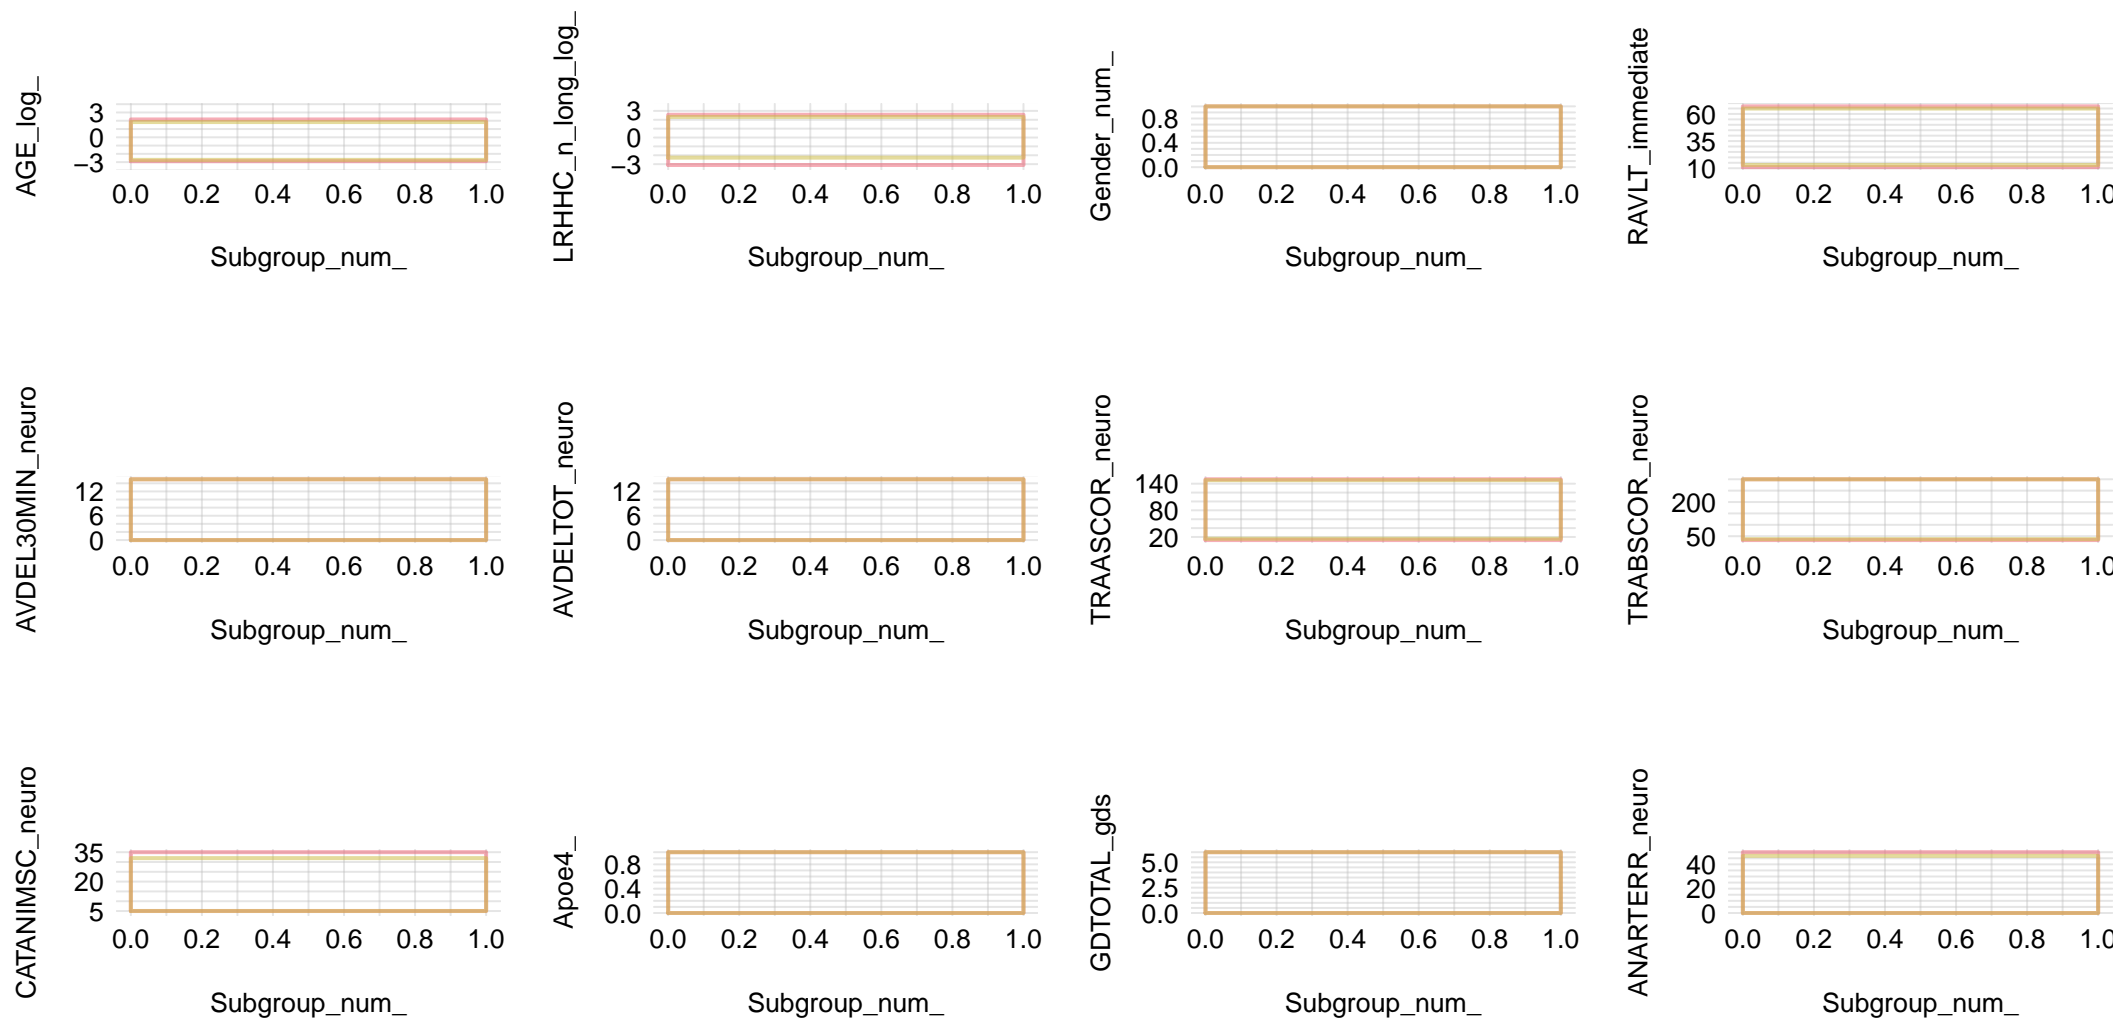 AGE_log_
3
0
−3
0.0 0.2 0.4 0.6 0.8 1.0
Subgroup_num_
LRHHC_n_long_log_
3
0
−3
0.0 0.2 0.4 0.6 0.8 1.0
Subgroup_num_
Gender_num_
0.8
0.4
0.0
0.0 0.2 0.4 0.6 0.8 1.0
Subgroup_num_
RAVLT_immediate
60
35
10
0.0 0.2 0.4 0.6 0.8 1.0
Subgroup_num_
AVDEL30MIN_neuro
12
6
0
0.0 0.2 0.4 0.6 0.8 1.0
Subgroup_num_
AVDELTOT_neuro
12
6
0
0.0 0.2 0.4 0.6 0.8 1.0
Subgroup_num_
TRAASCOR_neuro
140
80
20
0.0 0.2 0.4 0.6 0.8 1.0
Subgroup_num_
TRABSCOR_neuro
200
50
0.0 0.2 0.4 0.6 0.8 1.0
Subgroup_num_
CATANIMSC_neuro
35
20
5
0.0 0.2 0.4 0.6 0.8 1.0
Subgroup_num_
Apoe4_
0.8
0.4
0.0
0.0 0.2 0.4 0.6 0.8 1.0
Subgroup_num_
GDTOTAL_gds
5.0
2.5
0.0
0.0 0.2 0.4 0.6 0.8 1.0
Subgroup_num_
ANARTERR_neuro
40
20
0
0.0 0.2 0.4 0.6 0.8 1.0
Subgroup_num_